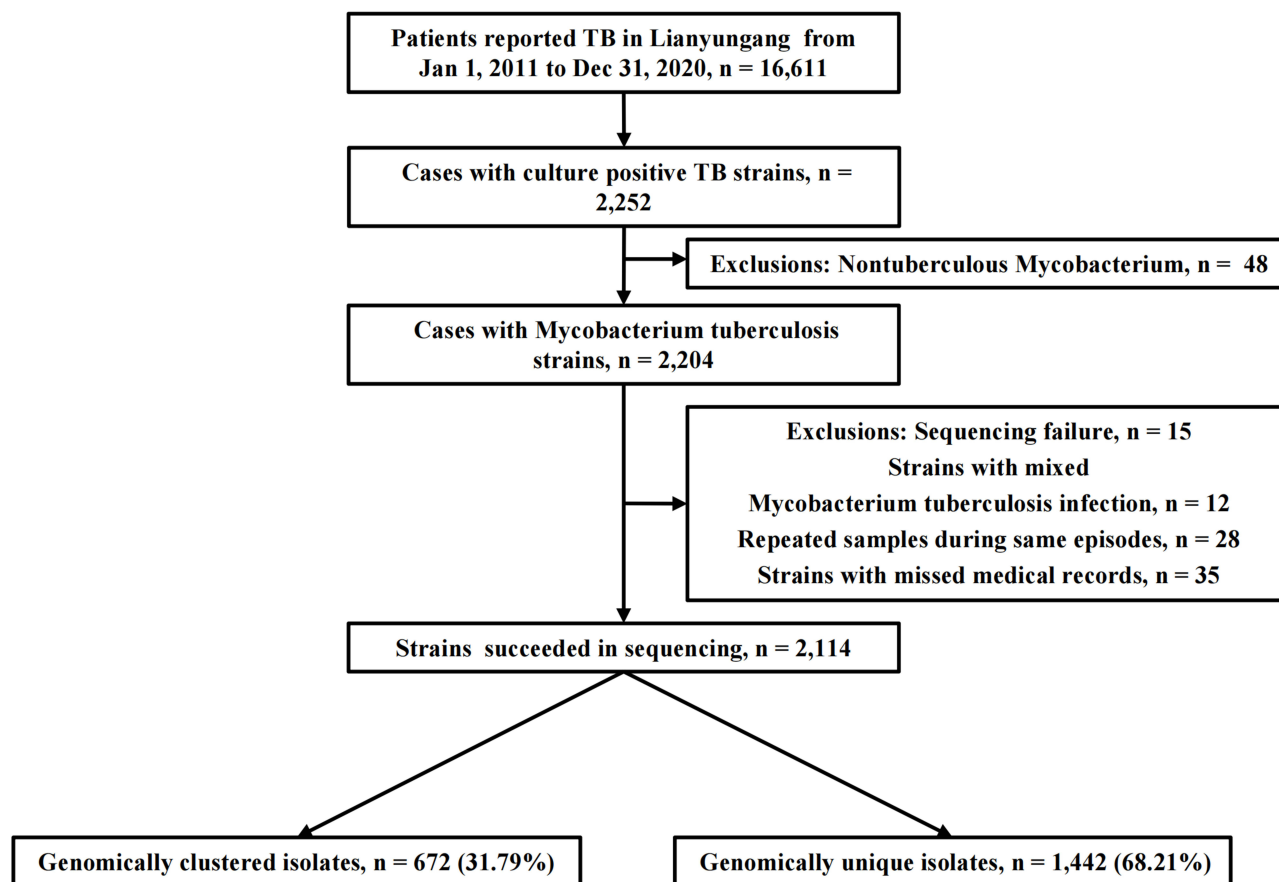 Patients reported TB in Lianyungang from
Jan 1, 2011 to Dec 31, 2020, n = 16,611
Cases with culture positive TB strains, n =
2,252
Exclusions: Nontuberculous Mycobacterium, n = 48
Cases with Mycobacterium tuberculosis
strains, n = 2,204
Exclusions: Sequencing failure, n = 15
Strains with mixed
Mycobacterium tuberculosis infection, n = 12
Repeated samples during same episodes, n = 28
Strains with missed medical records, n = 35
Strains succeeded in sequencing, n = 2,114
Genomically clustered isolates, n = 672 (31.79%)
Genomically unique isolates, n = 1,442 (68.21%)